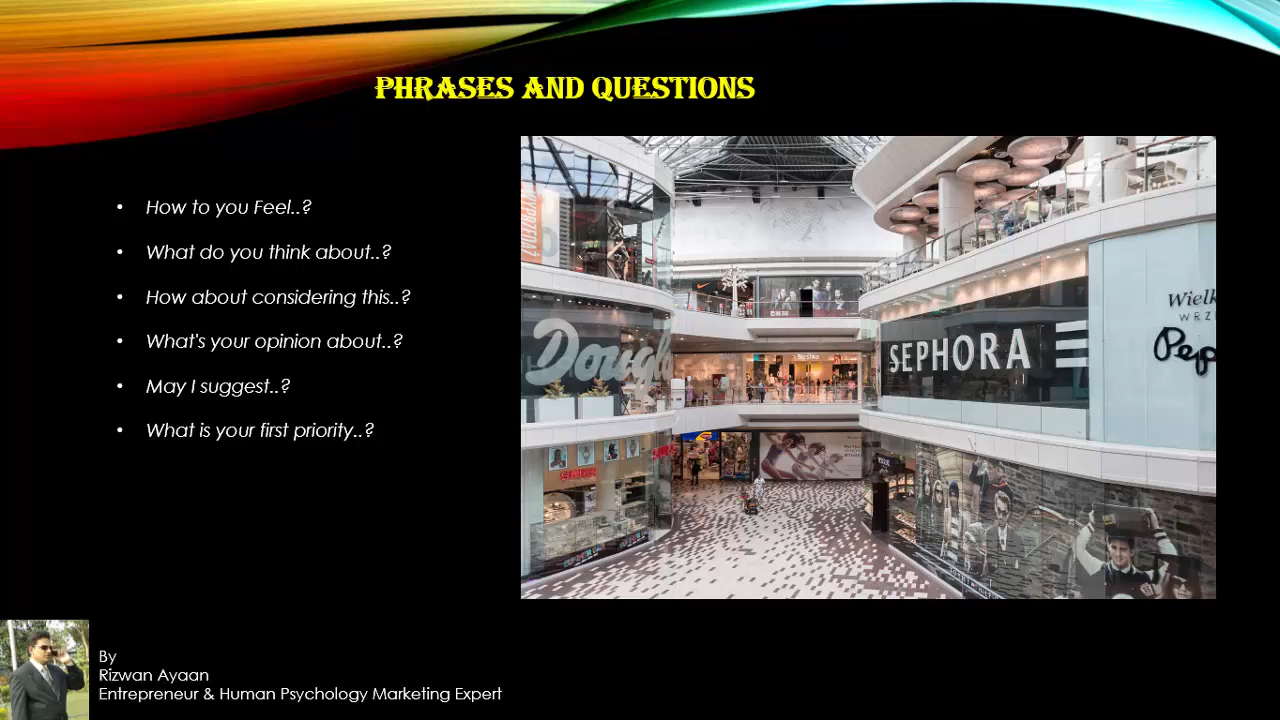 PHRASES AND QUESTIONS
• How to you Feel..?
• What do you think about..?
• How about considering this..?
What's your opinion about..?
• May I suggest..?
• What is your first priority..?
WYPRZEDAŻ
Dougl
SEPHORA
Wielk
WRZ
Pep
By
Rizwan Ayaan
Entrepreneur & Human Psychology Marketing Expert